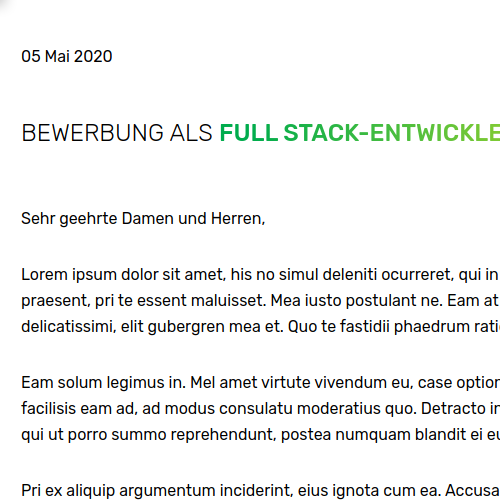 05 Mai 2020
BEWERBUNG ALS FULL STACK-ENTWICKLE
Sehr geehrte Damen und Herren,
Lorem ipsum dolor sit amet, his no simul deleniti ocurreret, qui in
praesent, pri te essent maluisset. Mea iusto postulant ne. Eam at
delicatissimi, elit gubergren mea et. Quo te fastidii phaedrum rati
Eam solum legimus in. Mel amet virtute vivendum eu, case option
facilisis eam ad, ad modus consulatu moderatius quo. Detracto in
qui ut porro summo reprehendunt, postea numquam blandit ei eu
Pri ex aliquip argumentum inciderint, eius ignota cum ea. Accusa